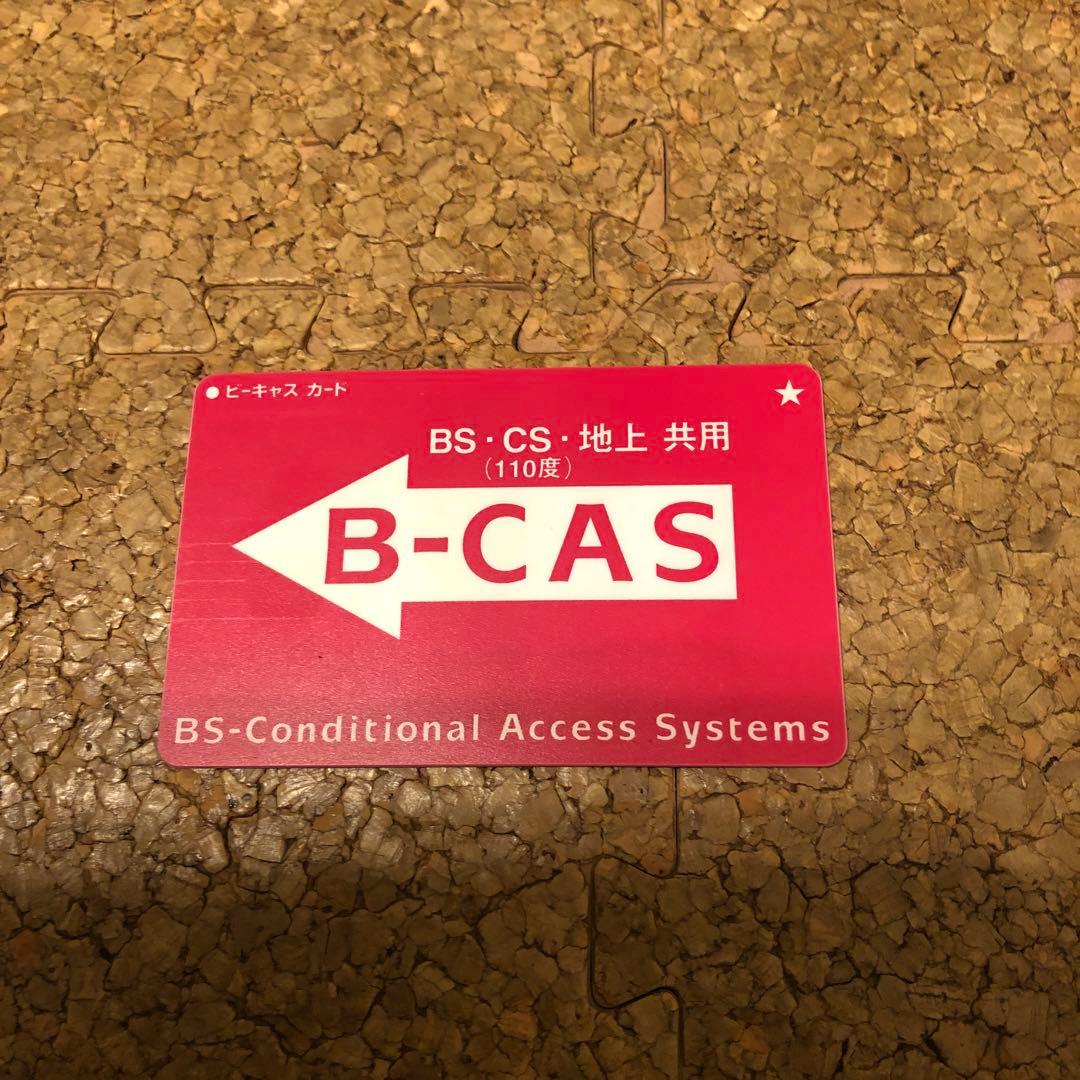 ●ビーキャス カード ★
BS・CS・地上 共用
(110度)
B-CAS
BS-Conditional Access Systems